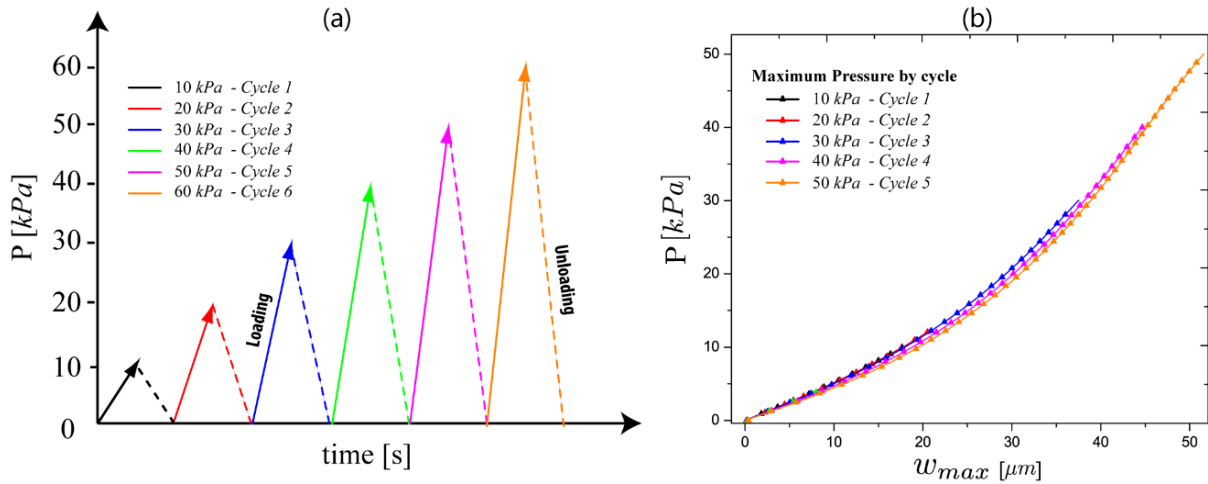 (a)
P [kPa]
60
50
40
30
20
10
0
10 kPa - Cycle 1
20 kPa - Cycle 2
30 kPa - Cycle 3
40 kPa - Cycle 4
50 kPa - Cycle 5
60 kPa - Cycle 6
Loading
Unloading
time [s]
(b)
P [kPa]
50
40
30
20
10
0
Maximum Pressure by cycle
10 kPa - Cycle 1
20 kPa - Cycle 2
30 kPa - Cycle 3
40 kPa - Cycle 4
50 kPa - Cycle 5
0 10 20 30 40 50
wmax [μm]